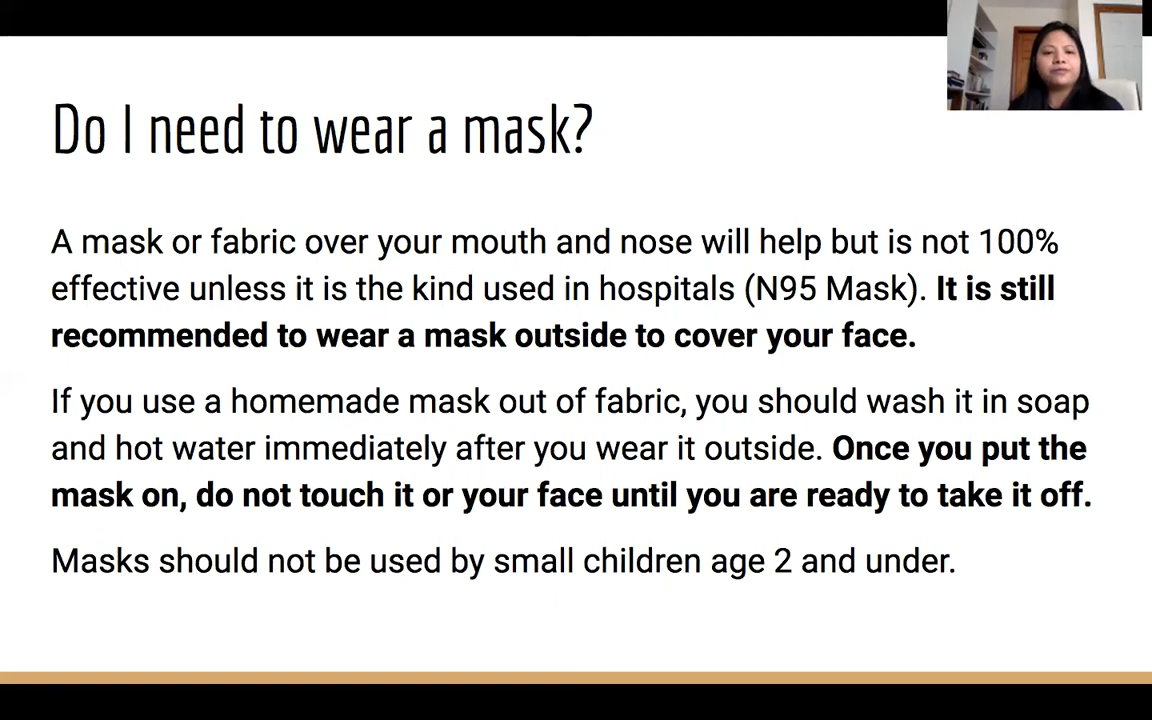 Do I need to wear a mask?
A mask or fabric over your mouth and nose will help but is not 100%
effective unless it is the kind used in hospitals (N95 Mask). It is still
recommended to wear a mask outside to cover your face.
If you use a homemade mask out of fabric, you should wash it in soap
and hot water immediately after you wear it outside. Once you put the
mask on, do not touch it or your face until you are ready to take it off.
Masks should not be used by small children age 2 and under.